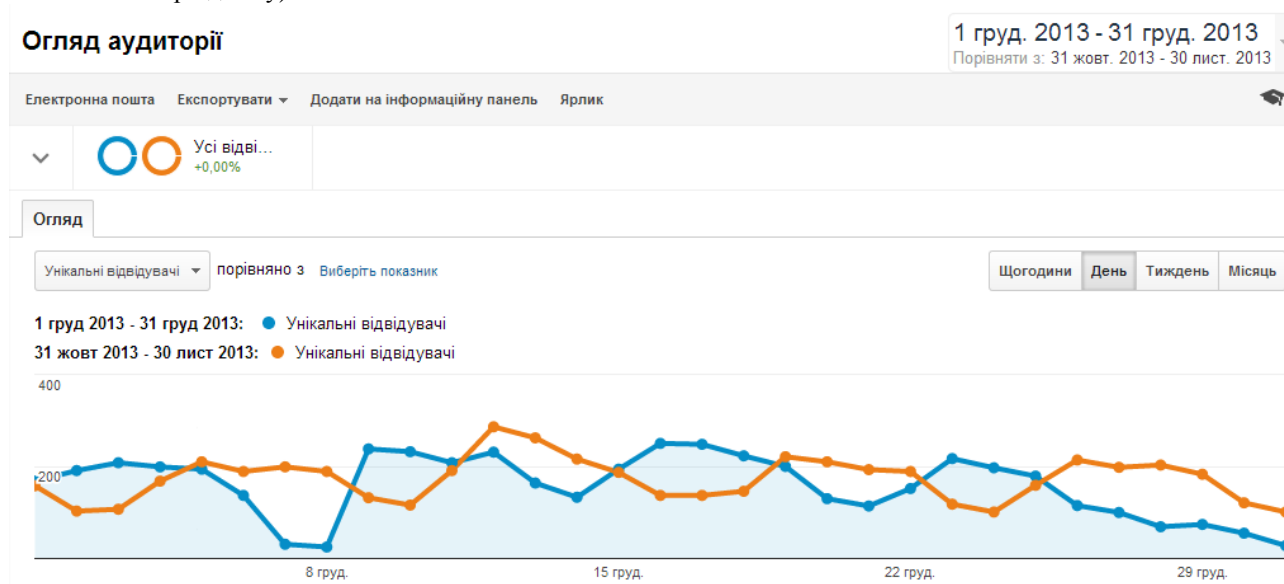 Огляд аудиторії
1 груд. 2013 - 31 груд. 2013
Порівняти з: 31 жовт. 2013 - 30 лист. 2013
Електронна пошта Експортувати Додати на інформаційну панель Ярлик
Усі відві...
+0,00%
Огляд
Унікальні відвідувачі порівняно з Виберіть показник
Щогодини День Тиждень Місяць
1 груд 2013 - 31 груд 2013: Унікальні відвідувачі
31 жовт 2013 - 30 лист 2013: Унікальні відвідувачі
400
200
8 груд. 15 груд. 22 груд. 29 груд.